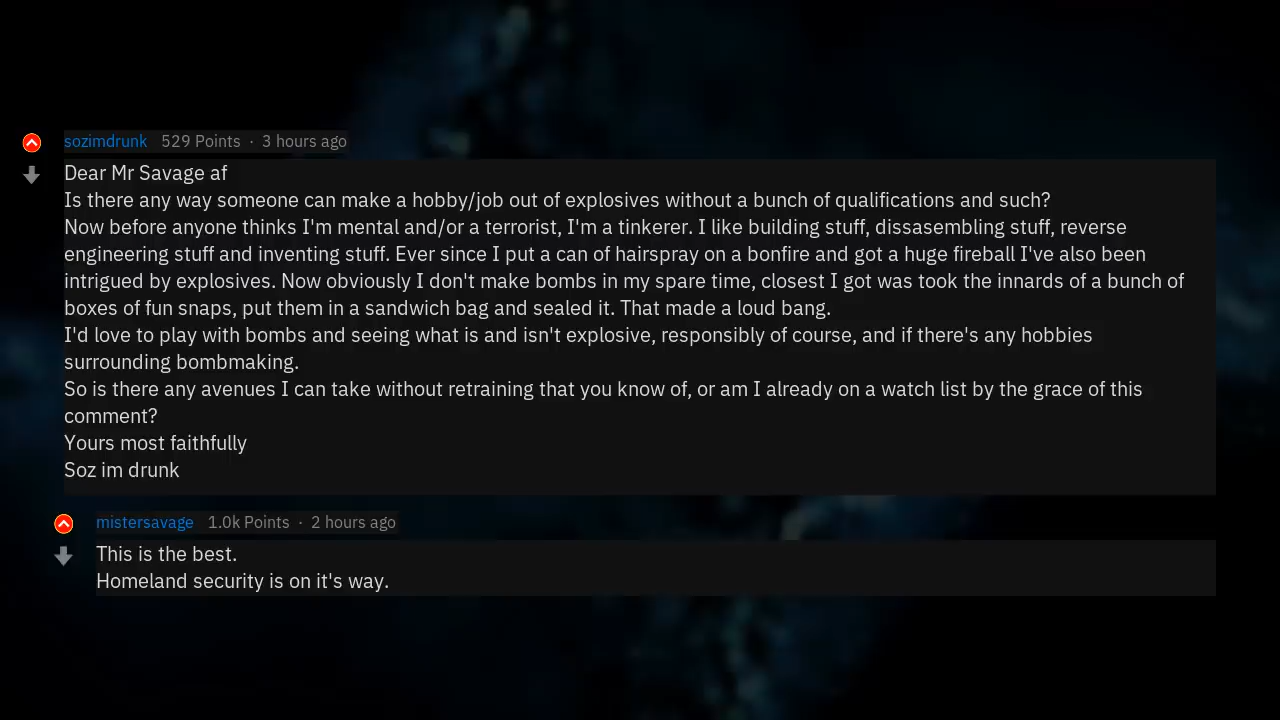 sozimdrunk 529 Points · 3 hours ago
Dear Mr Savage af
Is there any way someone can make a hobby/job out of explosives without a bunch of qualifications and such?
Now before anyone thinks I'm mental and/or a terrorist, I'm a tinkerer. I like building stuff, dissasembling stuff, reverse
engineering stuff and inventing stuff. Ever since I put a can of hairspray on a bonfire and got a huge fireball I've also been
intrigued by explosives. Now obviously I don't make bombs in my spare time, closest I got was took the innards of a bunch of
boxes of fun snaps, put them in a sandwich bag and sealed it. That made a loud bang.
I'd love to play with bombs and seeing what is and isn't explosive, responsibly of course, and if there's any hobbies
surrounding bombmaking.
So is there any avenues I can take without retraining that you know of, or am I already on a watch list by the grace of this
comment?
Yours most faithfully
Soz im drunk
mistersavage 1.0k Points · 2 hours ago
This is the best.
Homeland security is on it's way.